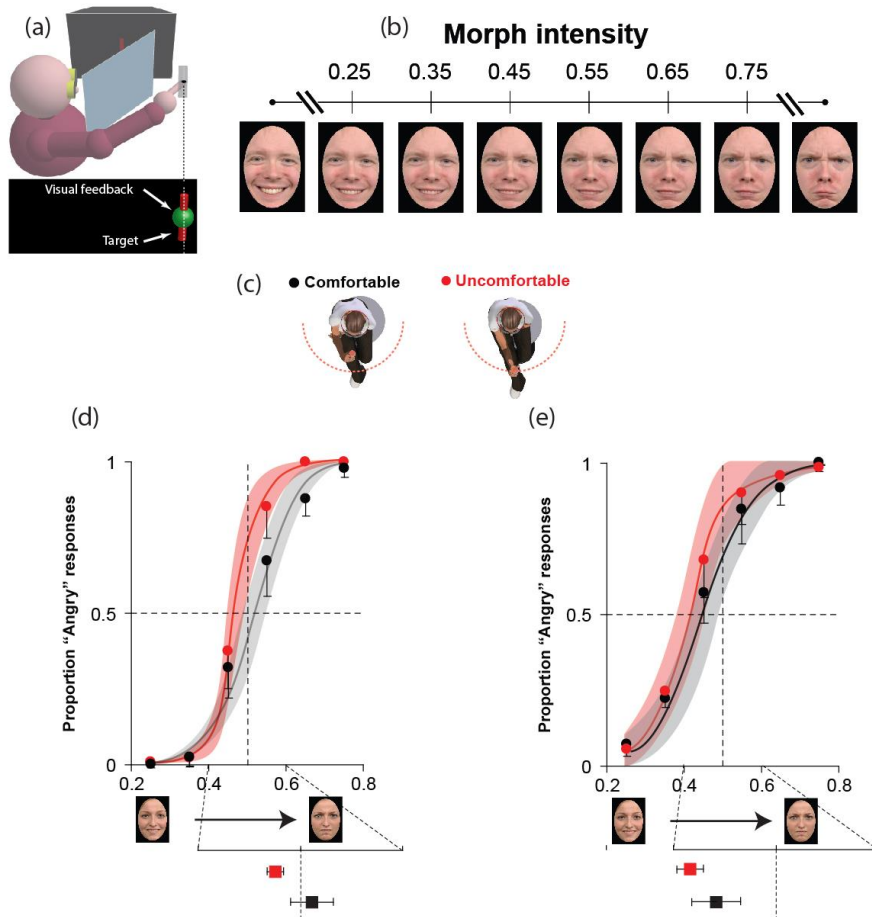 (a)
Visual feedback
Target
(b)
Morph intensity
0.25 0.35 0.45 0.55 0.65 0.75
(c)
Comfortable
Uncomfortable
(d)
Proportion “Angry” responses
1
0.5
0
0.2 0.4 0.6 0.8
(e)
Proportion “Angry” responses
1
0.5
0
0.2 0.4 0.6 0.8